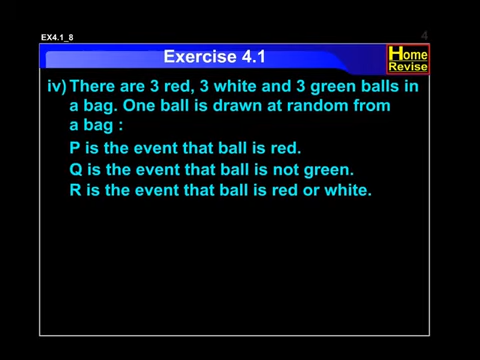 EX4.1_8
4
Exercise 4.1
Home
Revise
iv) There are 3 red, 3 white and 3 green balls in
a bag. One ball is drawn at random from
a bag :
P is the event that ball is red.
Q is the event that ball is not green.
R is the event that ball is red or white.